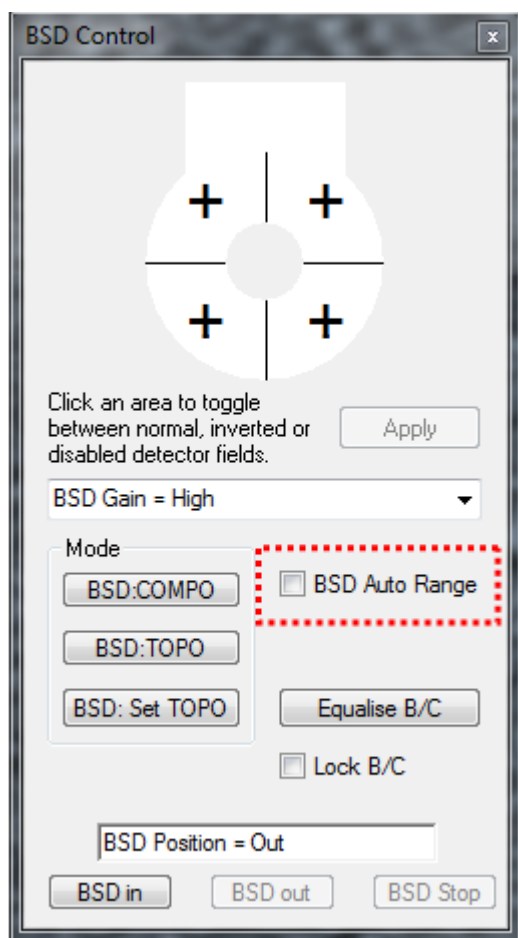 BSD Control
x
+ +
+ +
Click an area to toggle
between normal, inverted or
disabled detector fields.
Apply
BSD Gain = High
Mode
BSD:COMPO
BSD Auto Range
BSD:TOPO
BSD: Set TOPO
Equalise B/C
Lock B/C
BSD Position = Out
BSD in
BSD out
BSD Stop